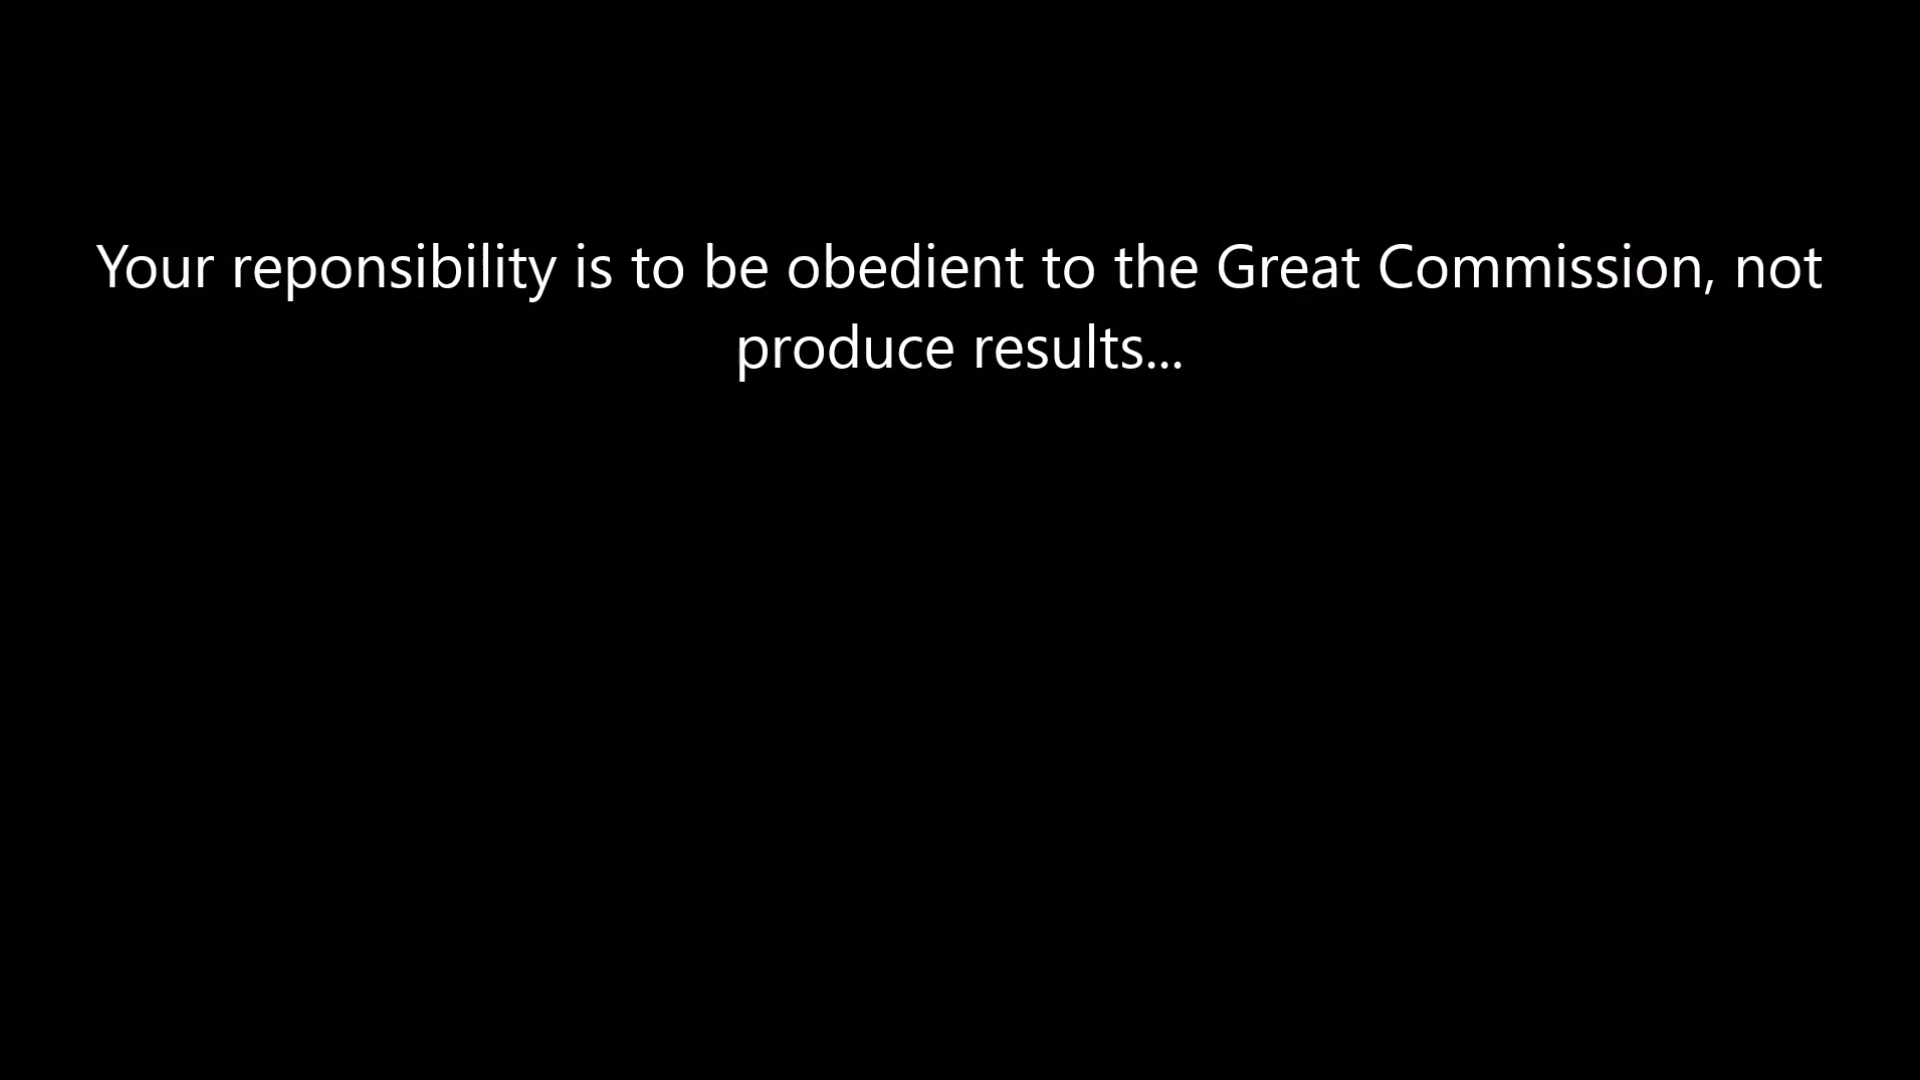 Your reponsibility is to be obedient to the Great Commission, not
produce results...